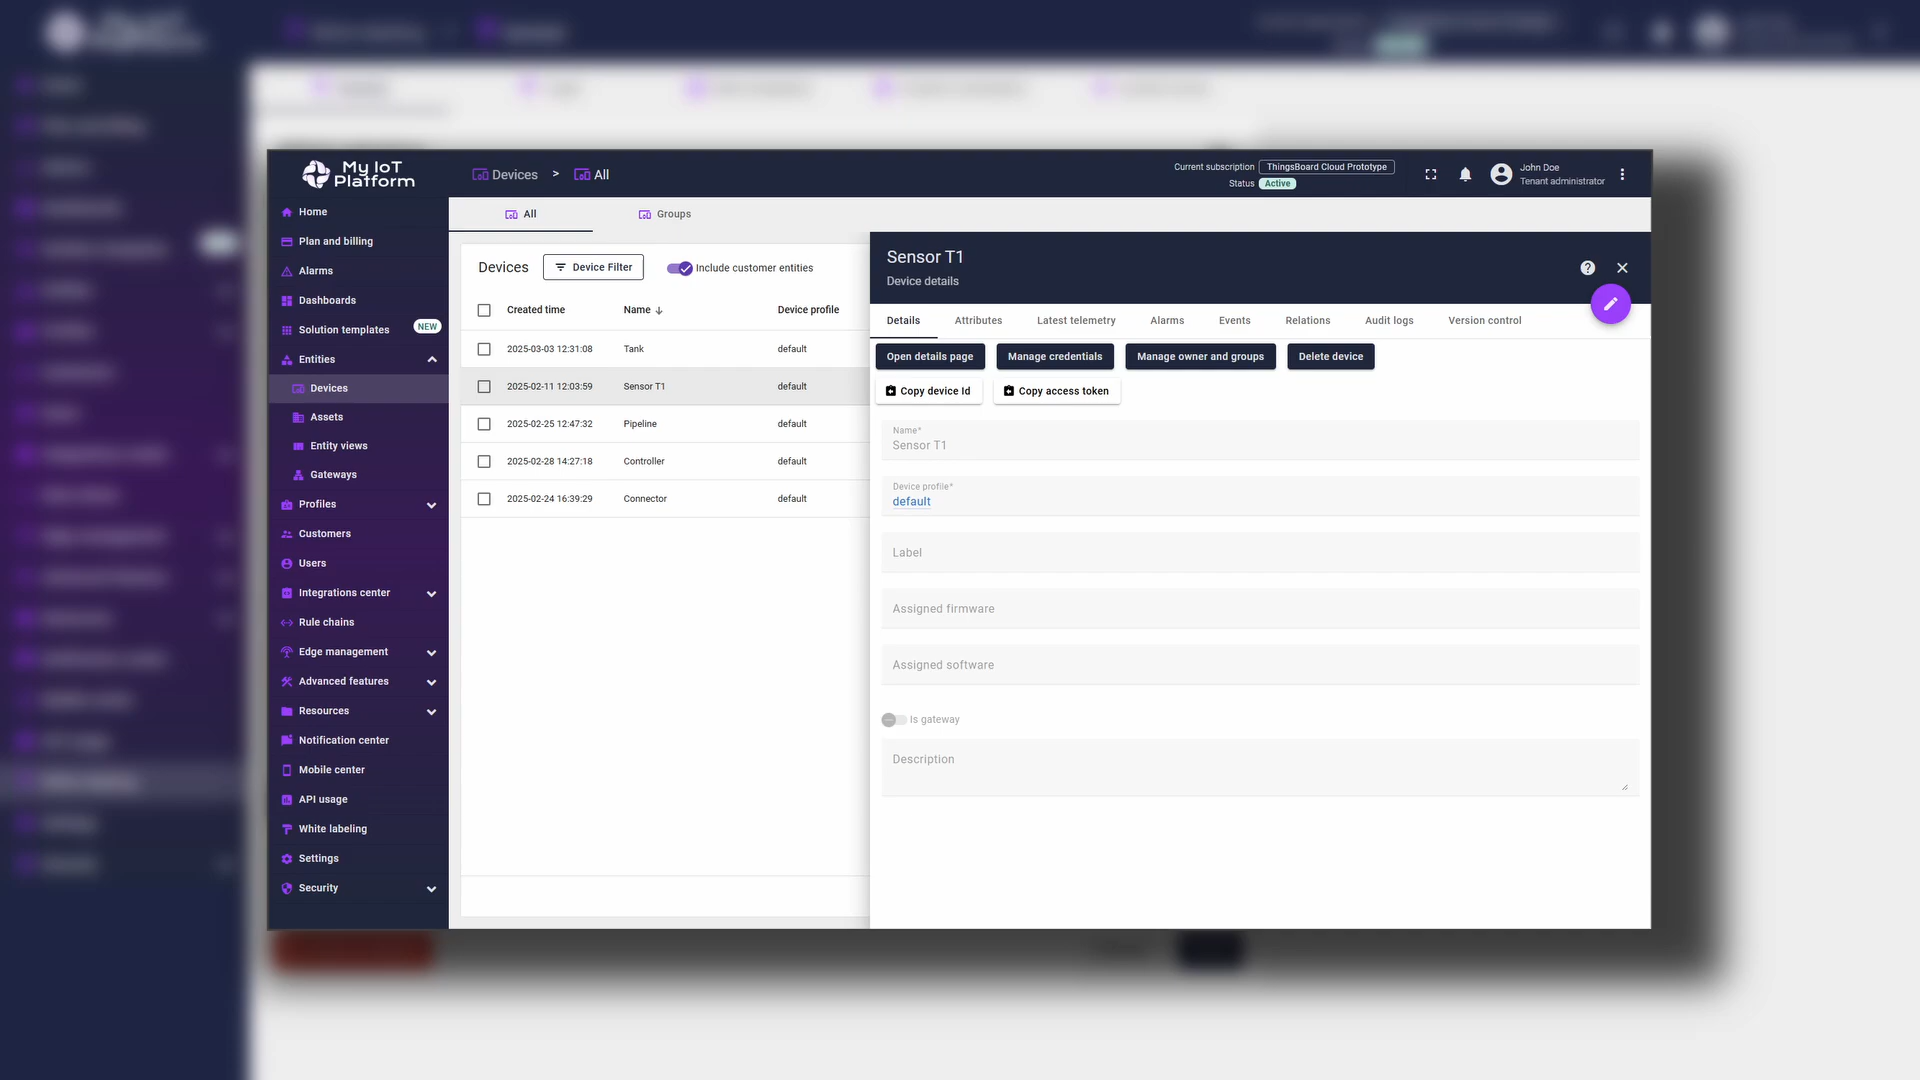 My IoT
Platform
Devices > All
Current subscription ThingsBoard Cloud Prototype
Status Active
John Doe
Tenant administrator
Home
Plan and billing
Alarms
Dashboards
Solution templates NEW
Entities
Devices
Assets
Entity views
Gateways
Profiles
Customers
Users
Integrations center
Rule chains
Edge management
Advanced features
Resources
Notification center
Mobile center
API usage
White labeling
Settings
Security
All Groups
Devices Device Filter Include customer entities
Created time Name Device profile
2025-03-03 12:31:08 Tank default
2025-02-11 12:03:59 Sensor T1 default
2025-02-25 12:47:32 Pipeline default
2025-02-28 14:27:18 Controller default
2025-02-24 16:39:29 Connector default
Sensor T1
Device details
Details Attributes Latest telemetry Alarms Events Relations Audit logs Version control
Open details page Manage credentials Manage owner and groups Delete device
Copy device Id Copy access token
Name*
Sensor T1
Device profile*
default
Label
Assigned firmware
Assigned software
Is gateway
Description